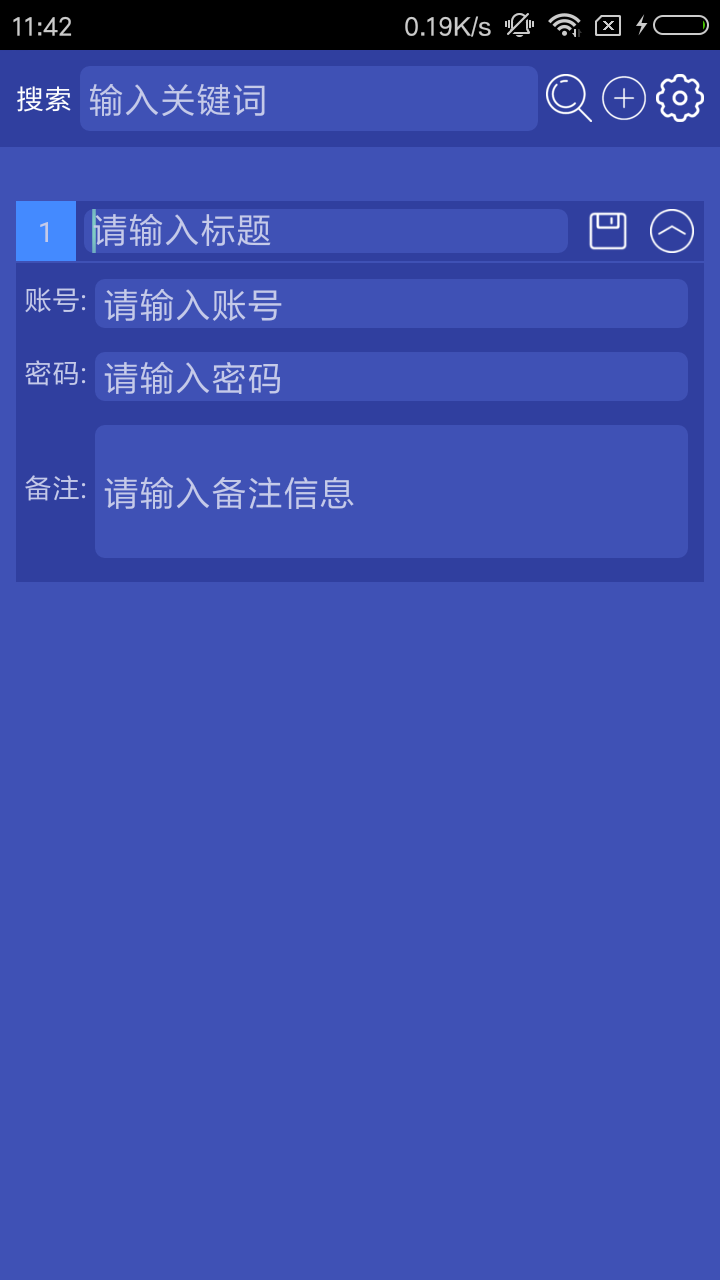 11:42 0.19K/s
搜索 输入关键词
1 请输入标题
账号: 请输入账号
密码: 请输入密码
备注: 请输入备注信息